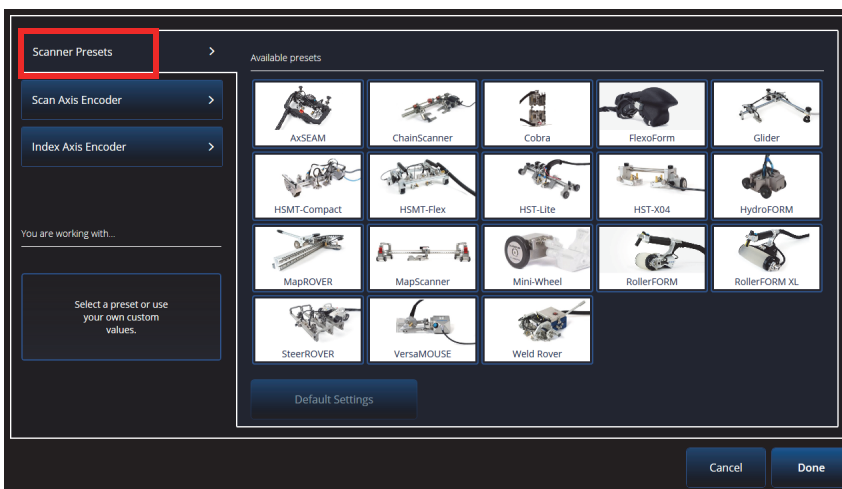 Scanner Presets
Available presets
Scan Axis Encoder
Index Axis Encoder
You are working with...
Select a preset or use
your own custom
values.
AxSEAM
ChainScanner
Cobra
FlexoForm
Glider
HSMT-Compact
HSMT-Flex
HST-Lite
HST-X04
HydroFORM
MapROVER
MapScanner
Mini-Wheel
RollerFORM
RollerFORM XL
SteerROVER
VersaMOUSE
Weld Rover
Default Settings
Cancel
Done